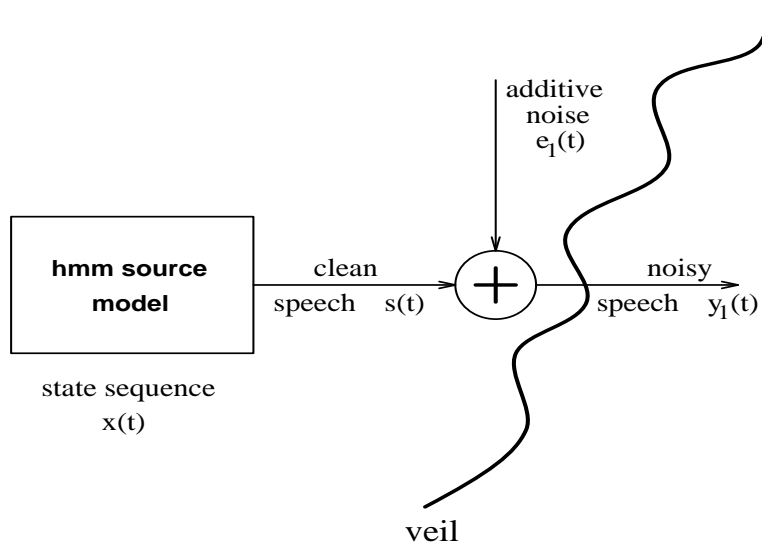 additive
noise
e₁(t)
hmm source
model
clean
speech s(t)
noisy
speech y₁(t)
state sequence
x(t)
veil